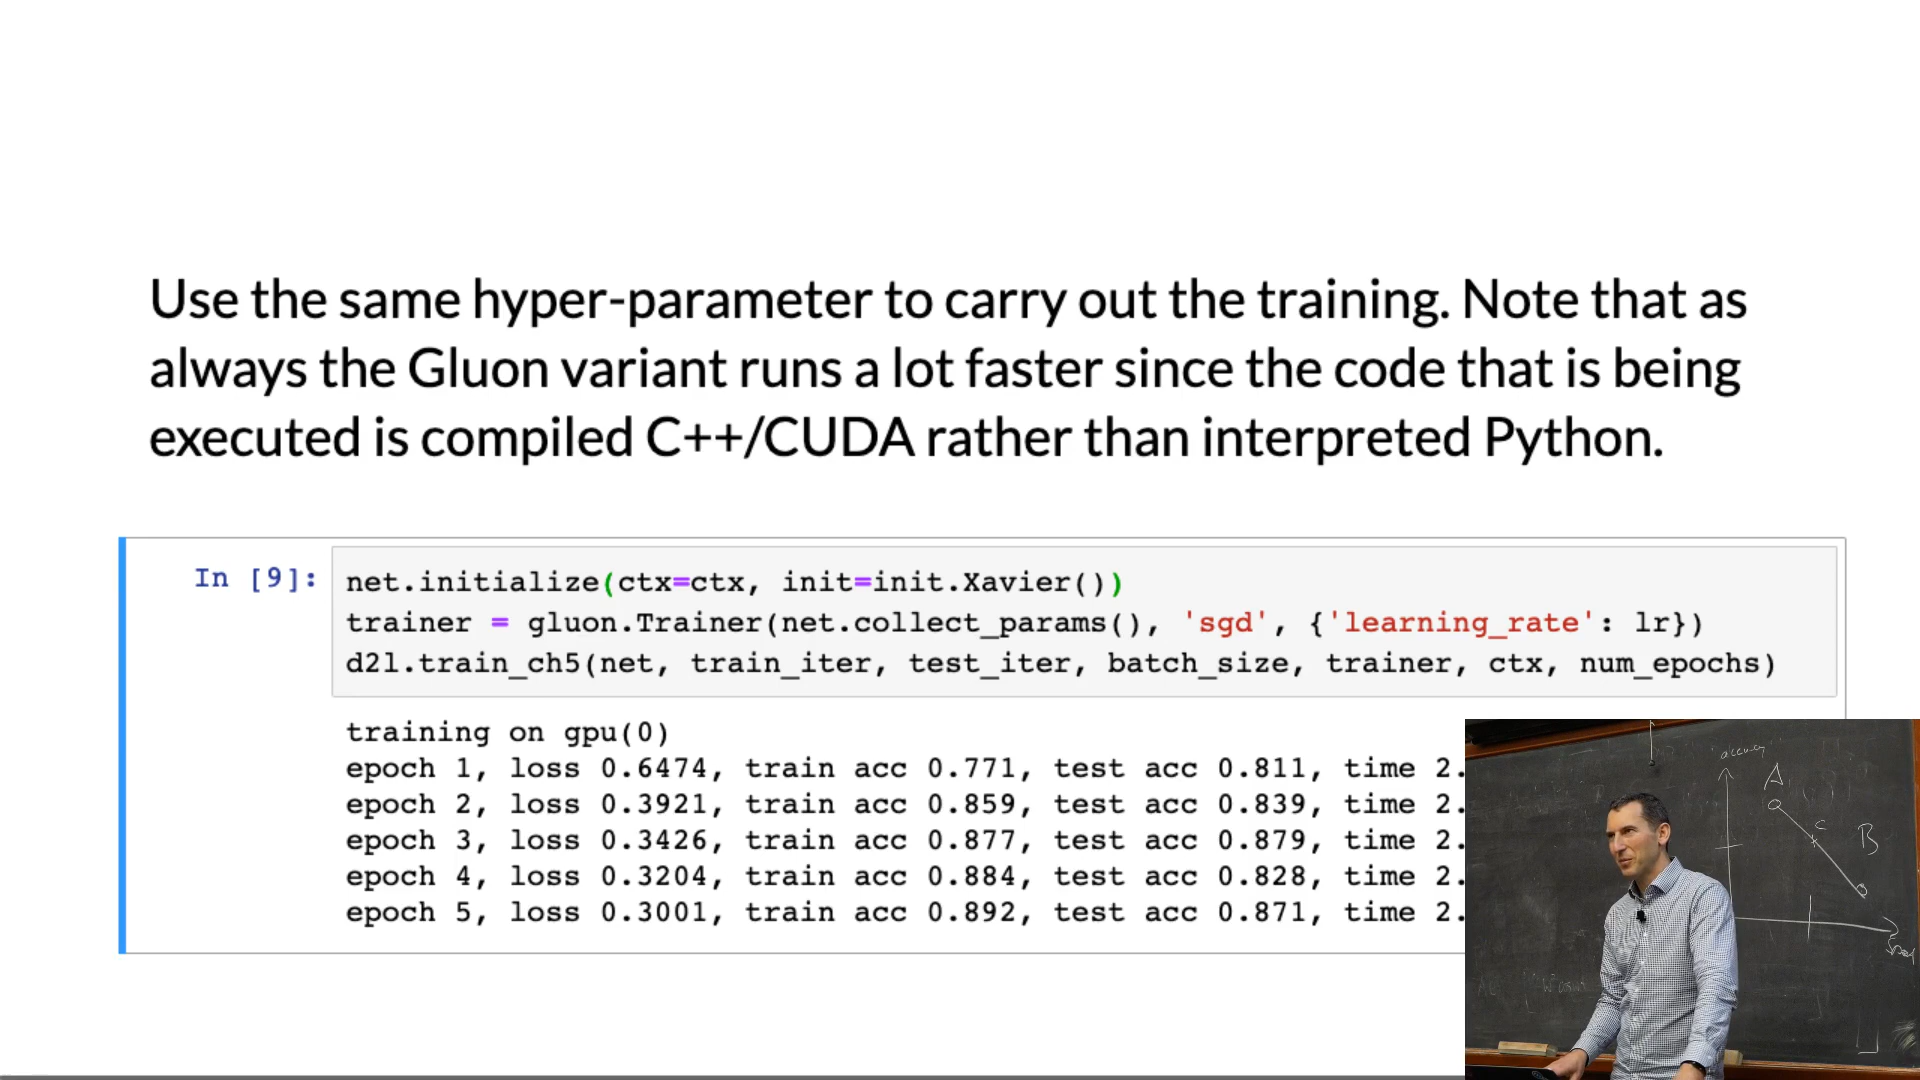 Use the same hyper-parameter to carry out the training. Note that as
always the Gluon variant runs a lot faster since the code that is being
executed is compiled C++/CUDA rather than interpreted Python.
In [9]:
net.initialize(ctx=ctx, init=init.Xavier())
trainer = gluon.Trainer(net.collect_params(), 'sgd', {'learning_rate': lr})
d2l.train_ch5(net, train_iter, test_iter, batch_size, trainer, ctx, num_epochs)
training on gpu(0)
epoch 1, loss 0.6474, train acc 0.771, test acc 0.811, time 2.
epoch 2, loss 0.3921, train acc 0.859, test acc 0.839, time 2.
epoch 3, loss 0.3426, train acc 0.877, test acc 0.879, time 2.
epoch 4, loss 0.3204, train acc 0.884, test acc 0.828, time 2.
epoch 5, loss 0.3001, train acc 0.892, test acc 0.871, time 2.
accuracy
A
C
B